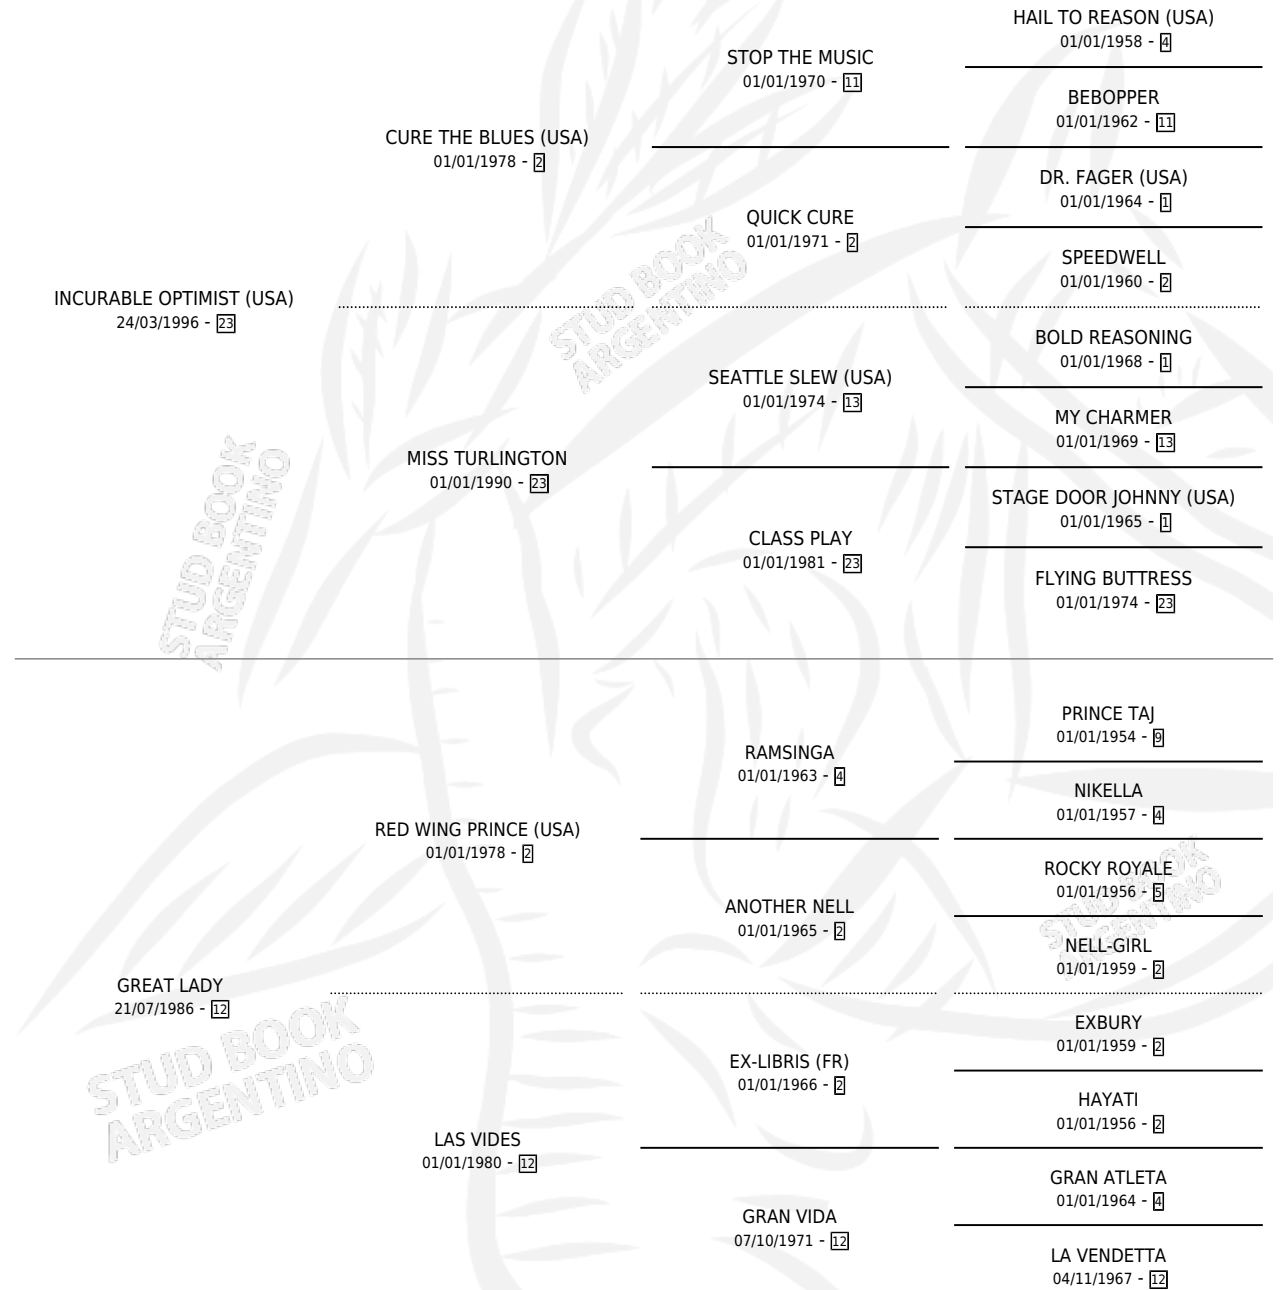 HAIL TO REASON (USA)
01/01/1958 - 4
STOP THE MUSIC
01/01/1970 - 11
BEBOPPER
01/01/1962 - 11
CURE THE BLUES (USA)
01/01/1978 - 2
DR. FAGER (USA)
01/01/1964 - 1
QUICK CURE
01/01/1971 - 2
SPEEDWELL
01/01/1960 - 2
INCURABLE OPTIMIST (USA)
24/03/1996 - 23
BOLD REASONING
01/01/1968 - 1
SEATTLE SLEW (USA)
01/01/1974 - 13
MY CHARMER
01/01/1969 - 13
MISS TURLINGTON
01/01/1990 - 23
STAGE DOOR JOHNNY (USA)
01/01/1965 - 1
CLASS PLAY
01/01/1981 - 23
FLYING BUTTRESS
01/01/1974 - 23
PRINCE TAJ
01/01/1954 - 9
RAMSINGA
01/01/1963 - 4
NIKELLA
01/01/1957 - 4
RED WING PRINCE (USA)
01/01/1978 - 2
ROCKY ROYALE
01/01/1956 - 5
ANOTHER NELL
01/01/1965 - 2
NELL-GIRL
01/01/1959 - 2
GREAT LADY
21/07/1986 - 12
EXBURY
01/01/1959 - 2
EX-LIBRIS (FR)
01/01/1966 - 2
HAYATI
01/01/1956 - 2
LAS VIDES
01/01/1980 - 12
GRAN ATLETA
01/01/1964 - 4
GRAN VIDA
07/10/1971 - 12
LA VENDETTA
04/11/1967 - 12
STUD BOOK
ARGENTINO
STUD BOOK
ARGENTINO
STUD BOOK
ARGENTINO
STUD BOOK
ARGENTINO